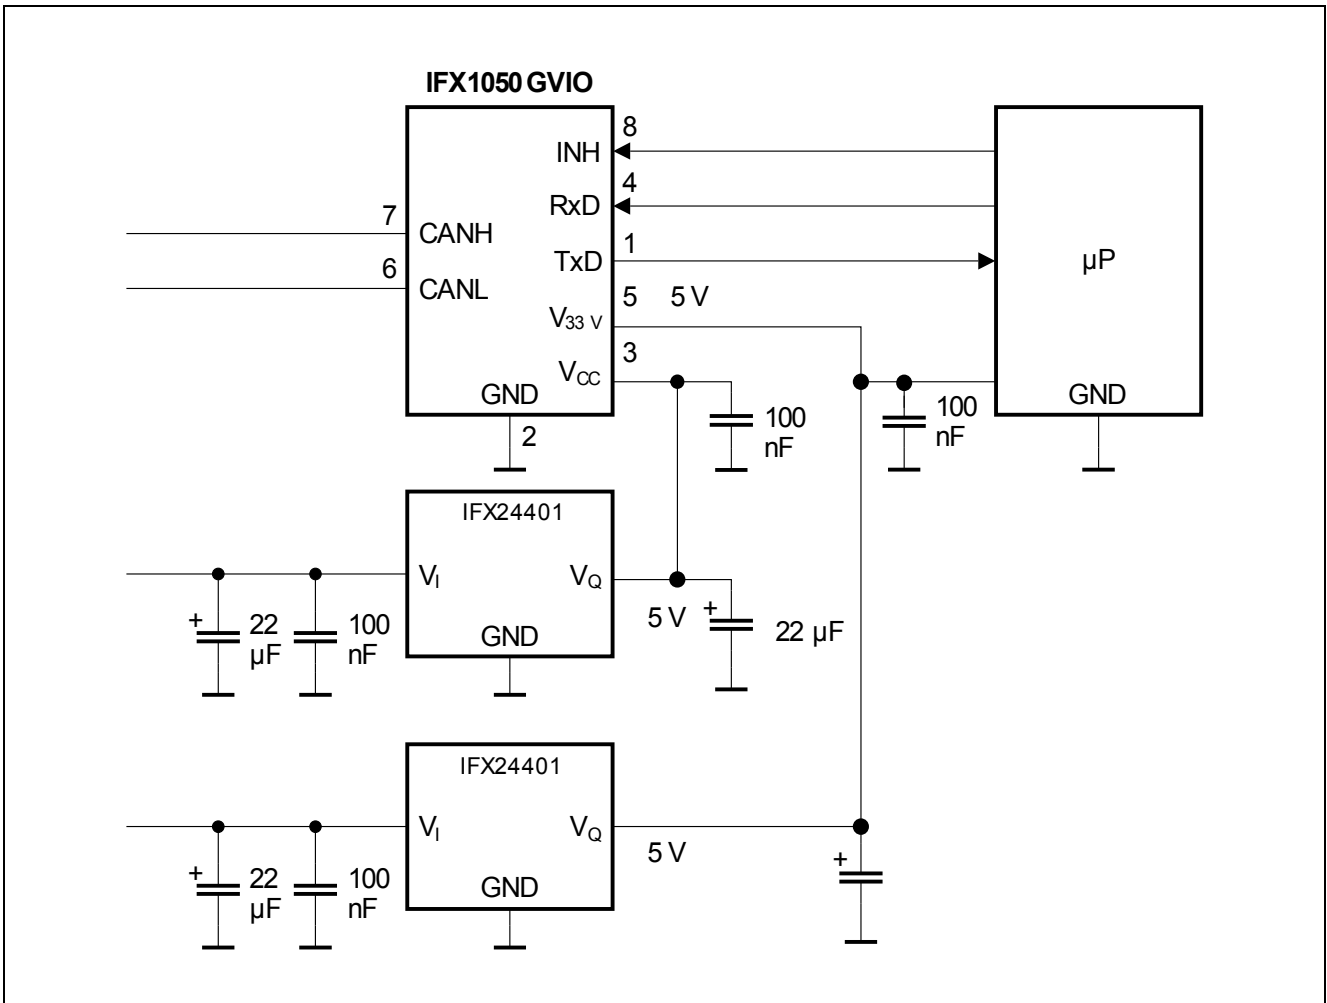 IFX1050 GVIO
8
INH
4
RxD
7
CANH
1
TxD
µP
6
CANL
5 5 V
V33 V
3
VCC
GND
GND
100
nF
100
nF
2
IFX24401
VI
VQ
5 V
+
22 µF
+
22
µF
100
nF
GND
IFX24401
VI
VQ
5 V
+
+
22
µF
100
nF
GND